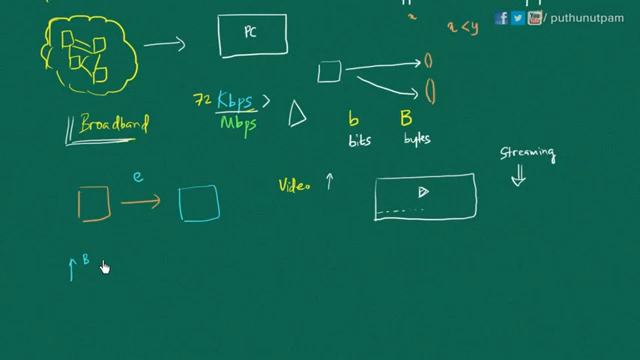 x
x < y
puthunutpam
PC
72 Kbps >
Mbps
b B
bits bytes
Broadband
Streaming
e
Video ↑
↑ B